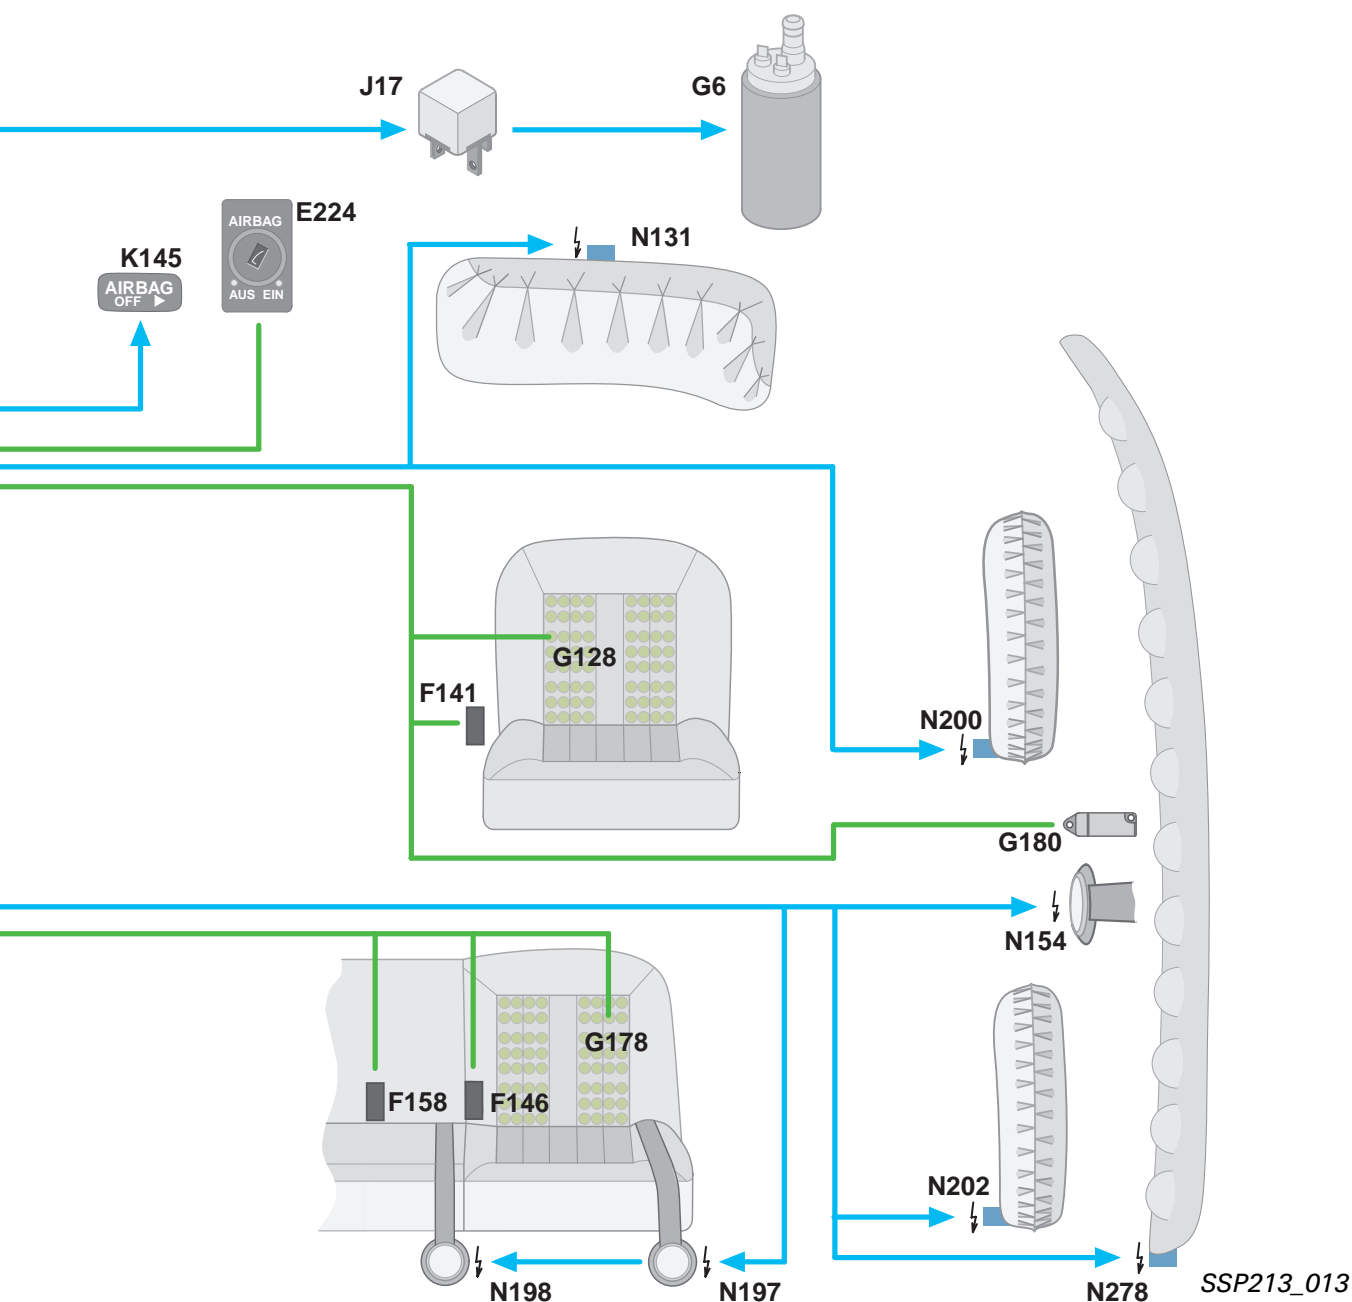 J17
G6
AIRBAG
AUS EIN
E224
K145
AIRBAG
OFF
N131
G128
F141
N200
G180
N154
G178
F158
F146
N202
N198
N197
N278
SSP213_013